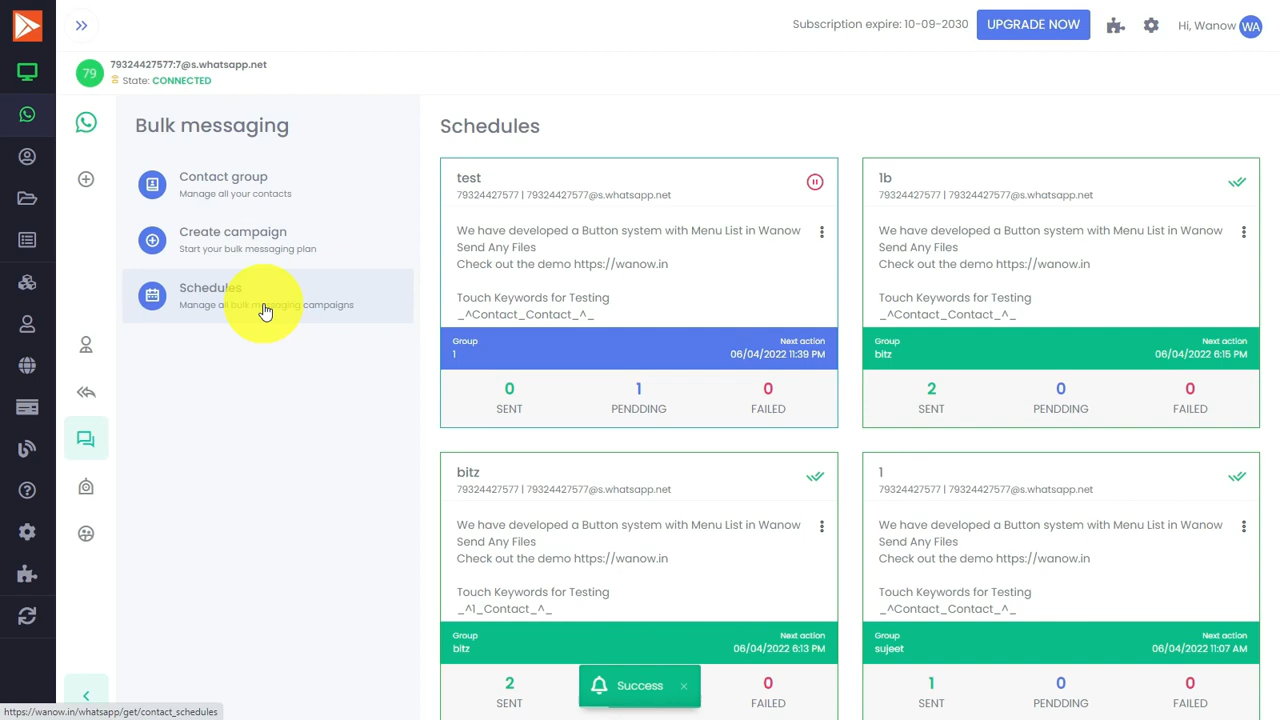 Subscription expire: 10-09-2030
UPGRADE NOW
Hi, Wanow
WA
79
79324427577:7@s.whatsapp.net
State: CONNECTED
Bulk messaging
Contact group
Manage all your contacts
Create campaign
Start your bulk messaging plan
Schedules
Manage all bulk messaging campaigns
Schedules
test
79324427577 | 79324427577@s.whatsapp.net
We have developed a Button system with Menu List in Wanow
Send Any Files
Check out the demo https://wanow.in
Touch Keywords for Testing
_^Contact_Contact_^_
Group
1
Next action
06/04/2022 11:39 PM
0
SENT
1
PENDDING
0
FAILED
1b
79324427577 | 79324427577@s.whatsapp.net
We have developed a Button system with Menu List in Wanow
Send Any Files
Check out the demo https://wanow.in
Touch Keywords for Testing
_^Contact_Contact_^_
Group
bitz
Next action
06/04/2022 6:15 PM
2
SENT
0
PENDDING
0
FAILED
bitz
79324427577 | 79324427577@s.whatsapp.net
We have developed a Button system with Menu List in Wanow
Send Any Files
Check out the demo https://wanow.in
Touch Keywords for Testing
_^1_Contact_^_
Group
bitz
Next action
06/04/2022 6:13 PM
2
SENT
0
FAILED
1
79324427577 | 79324427577@s.whatsapp.net
We have developed a Button system with Menu List in Wanow
Send Any Files
Check out the demo https://wanow.in
Touch Keywords for Testing
_^Contact_Contact_^_
Group
sujeet
Next action
06/04/2022 11:07 AM
1
SENT
0
PENDDING
0
FAILED
Success
https://wanow.in/whatsapp/get/contact_schedules